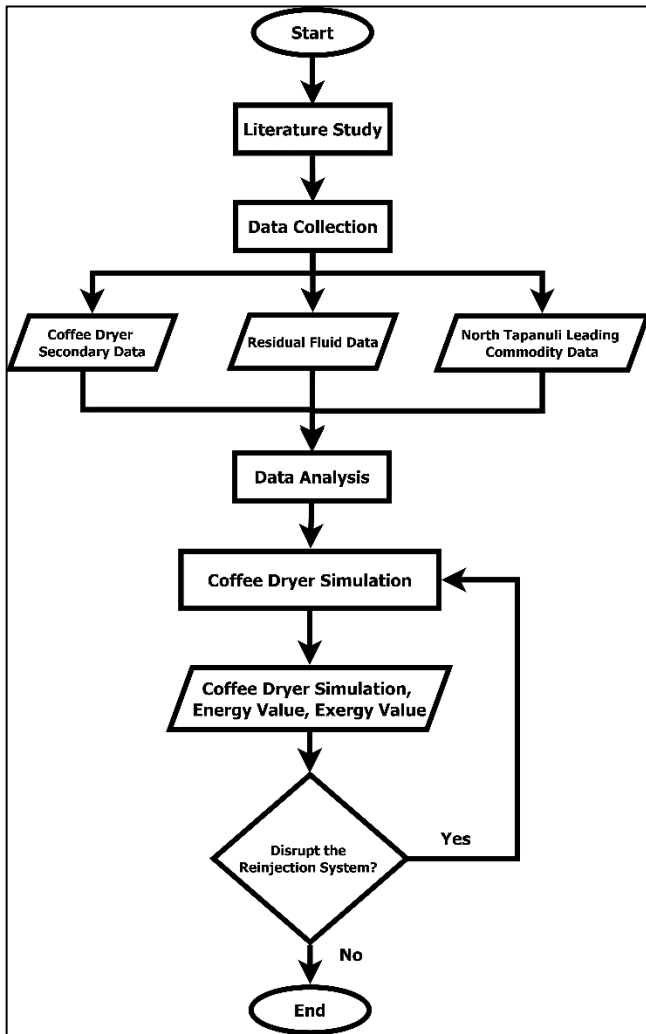 Start
Literature Study
Data Collection
Coffee Dryer
Secondary Data
Residual Fluid Data
North Tapanuli Leading
Commodity Data
Data Analysis
Coffee Dryer Simulation
Coffee Dryer Simulation,
Energy Value, Exergy Value
Disrupt the
Reinjection System?
Yes
No
End